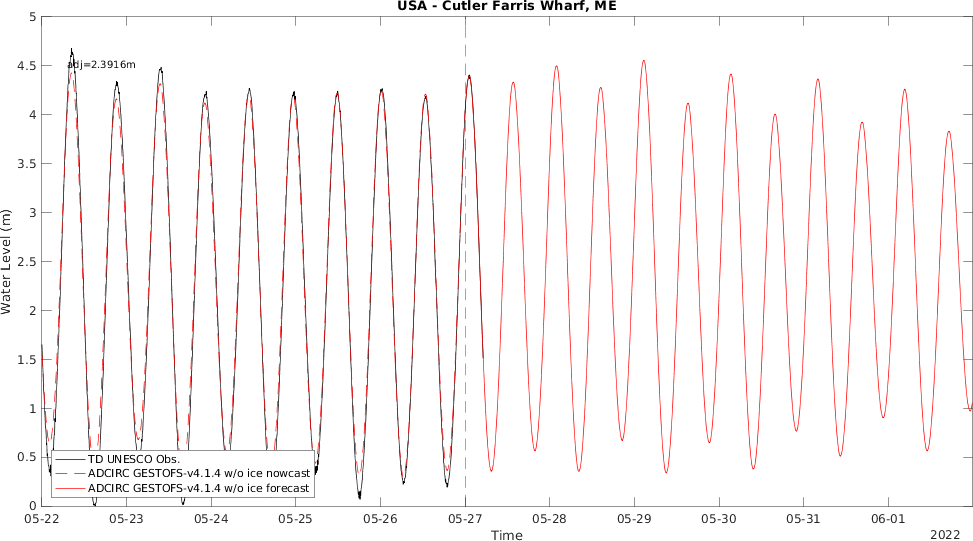 USA - Cutler Farris Wharf, ME
5
adj=2.3916m
4.5
4
3.5
3
2.5
2
1.5
1
0.5
0
Water Level (m)
TD UNESCO Obs.
ADCIRC GESTOFS-v4.1.4 w/o ice nowcast
ADCIRC GESTOFS-v4.1.4 w/o ice forecast
05-22 05-23 05-24 05-25 05-26 05-27 05-28 05-29 05-30 05-31 06-01
Time
2022